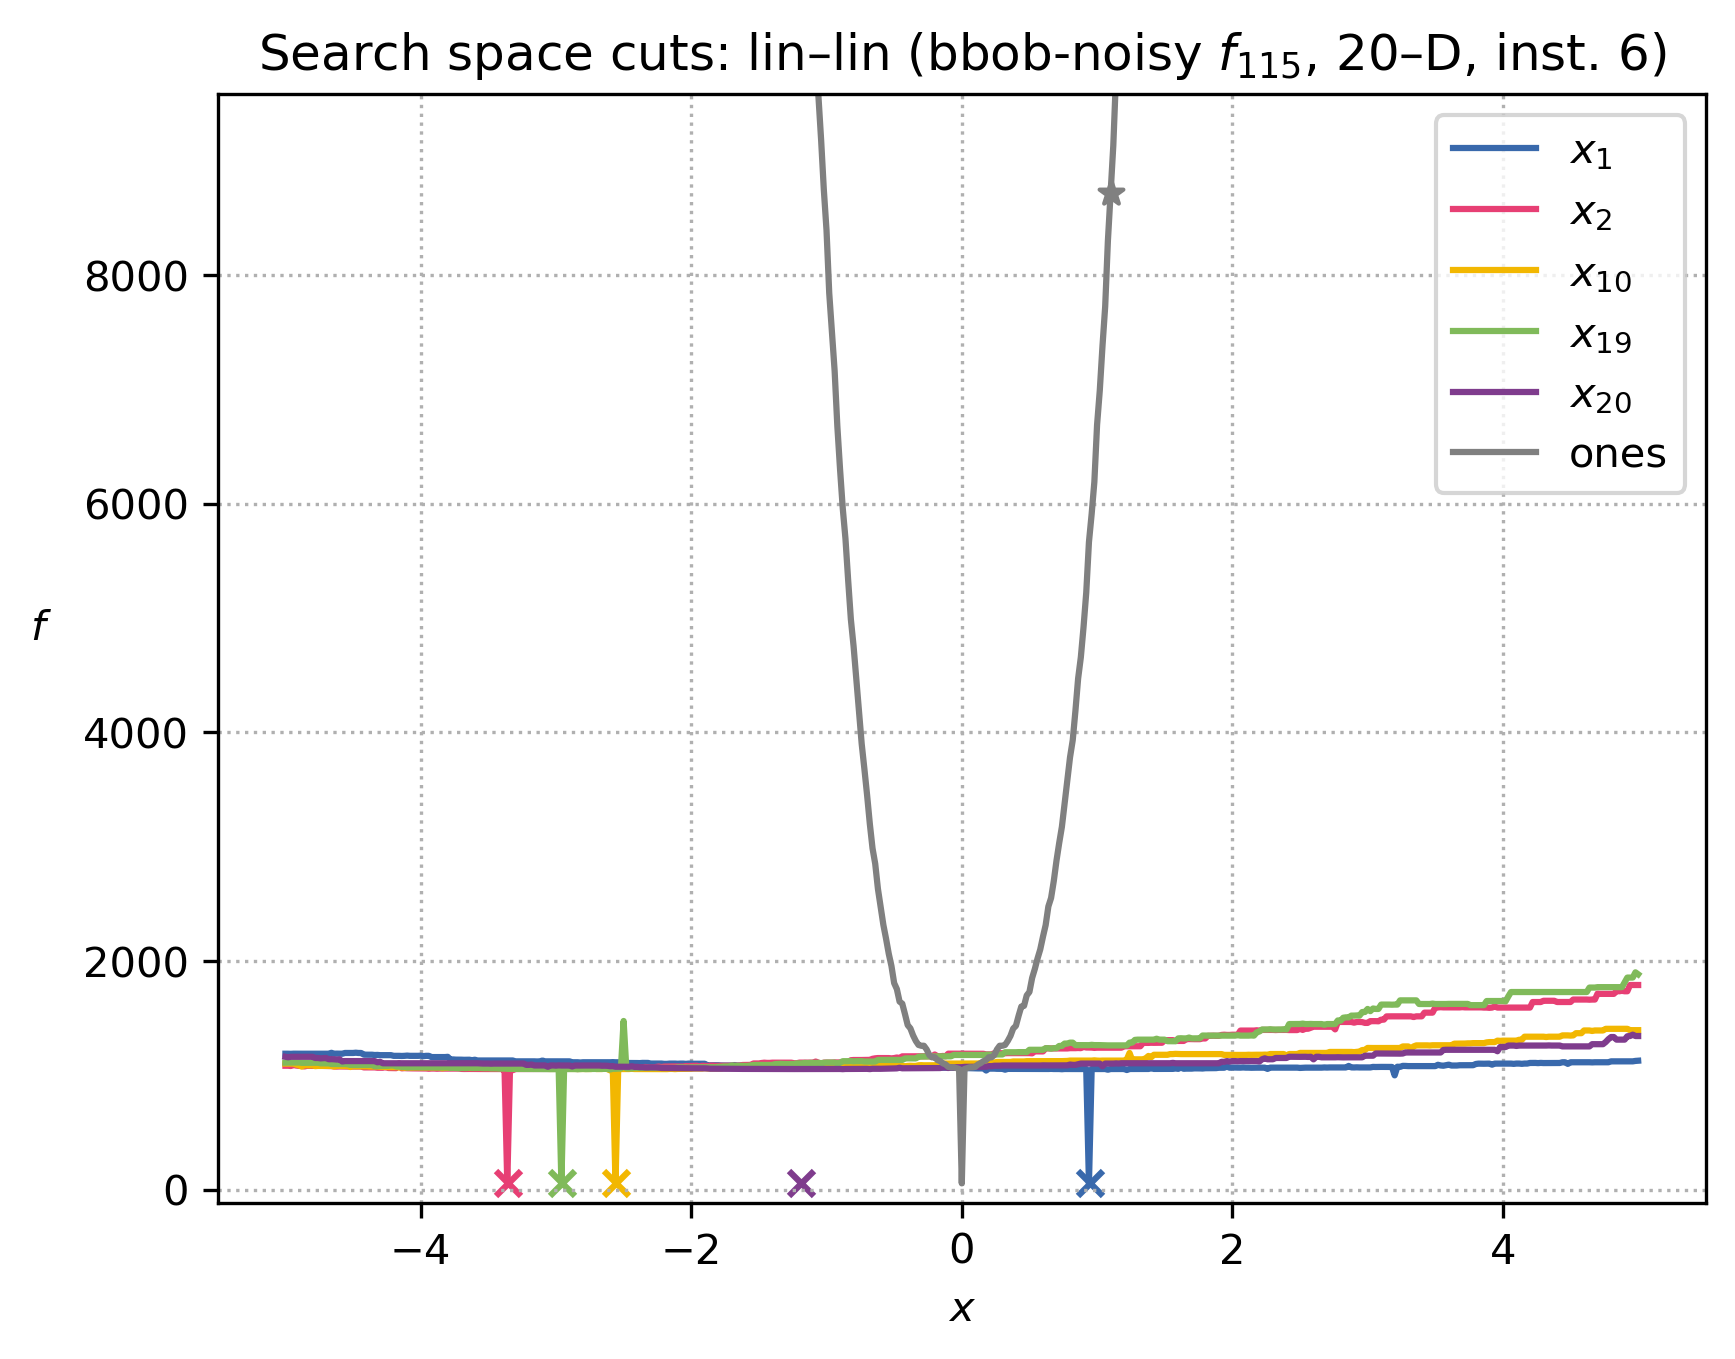 Search space cuts: lin–lin (bbob-noisy f₁₁₅, 20–D, inst. 6)
x₁
x₂
x₁₀
x₁₉
x₂₀
ones
8000
6000
4000
2000
0
f
−4
−2
0
2
4
x